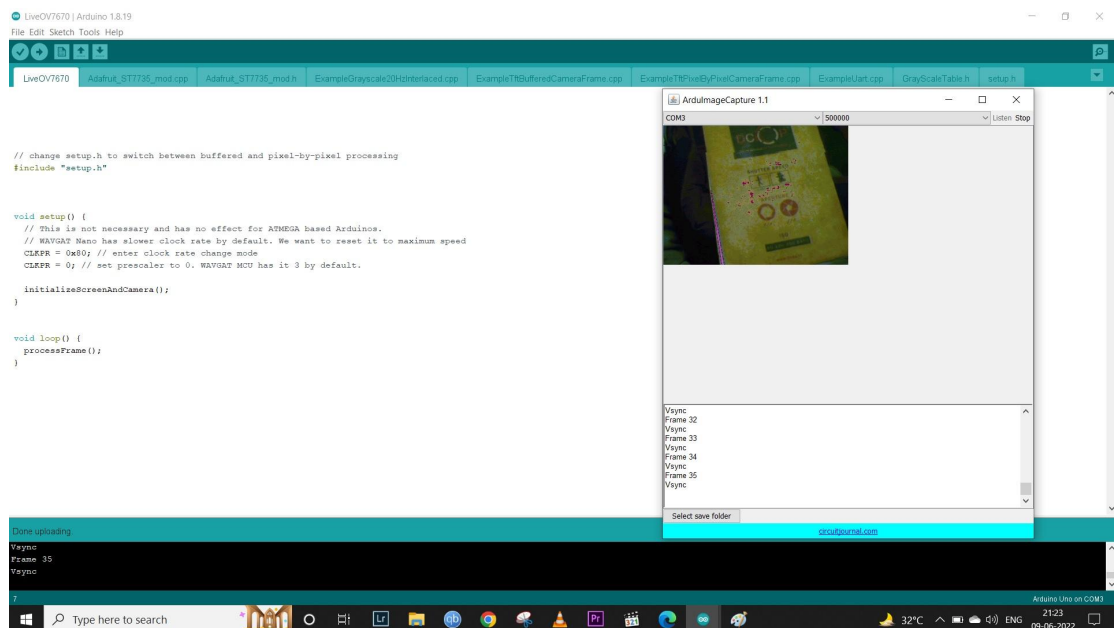 LiveOV7670 | Arduino 1.8.19
File Edit Sketch Tools Help
LiveOV7670 Adafruit_ST7735_mod.cpp Adafruit_ST7735_mod.h ExampleGrayscale20HzInterlaced.cpp ExampleTftBufferedCameraFrame.cpp ExampleTftPixelByPixelCameraFrame.cpp ExampleUart.cpp GrayScaleTable.h setup.h
// change setup.h to switch between buffered and pixel-by-pixel processing
#include "setup.h"
void setup() {
// This is not necessary and has no effect for ATMEGA based Arduinos.
// WAVGAT Nano has slower clock rate by default. We want to reset it to maximum speed
CLKPR = 0x80; // enter clock rate change mode
CLKPR = 0; // set prescaler to 0. WAVGAT MCU has it 3 by default.
initializeScreenAndCamera();
}
void loop() {
processFrame();
}
ArduImageCapture 1.1
COM3 500000 Listen Stop
Vsync
Frame 32
Vsync
Frame 33
Vsync
Frame 34
Vsync
Frame 35
Vsync
Select save folder
circuitjournal.com
Done uploading.
Vsync
Frame 35
Vsync
7 Arduino Uno on COM3
Type here to search Lr qb Pr 32°C ENG 21:23
09-06-2022